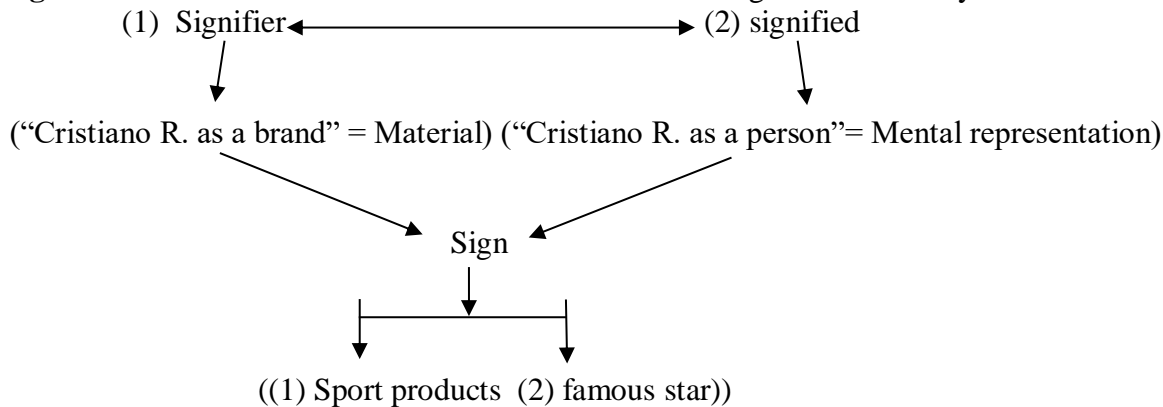 (1) Signifier (2) signified
(“Cristiano R. as a brand” = Material) (“Cristiano R. as a person”= Mental representation)
Sign
((1) Sport products (2) famous star))